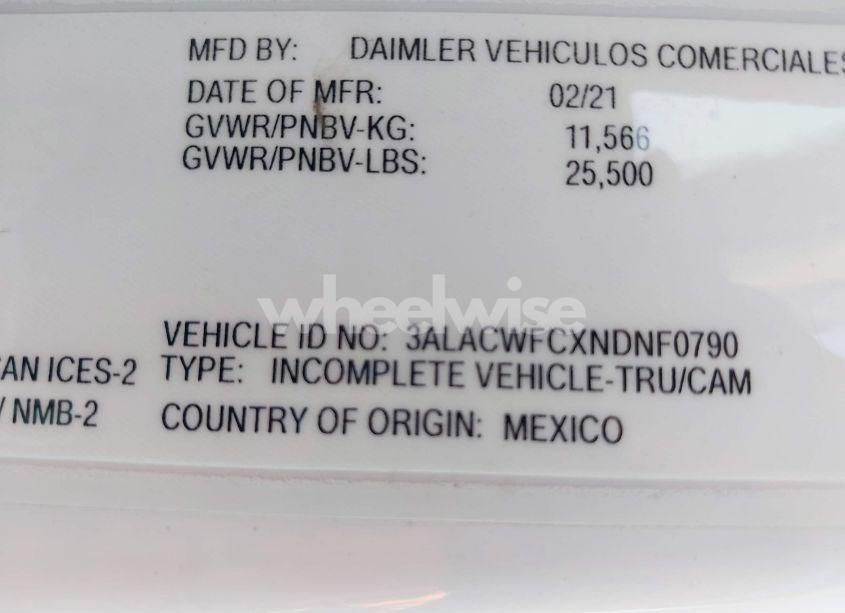 MFD BY: DAIMLER VEHICULOS COMERCIALES
DATE OF MFR: 02/21
GVWR/PNBV-KG: 11,566
GVWR/PNBV-LBS: 25,500
wheelwise
VEHICLE ID NO: 3ALACWFCXNDNF0790
CAN ICES-2 TYPE: INCOMPLETE VEHICLE-TRU/CAM
/ NMB-2 COUNTRY OF ORIGIN: MEXICO